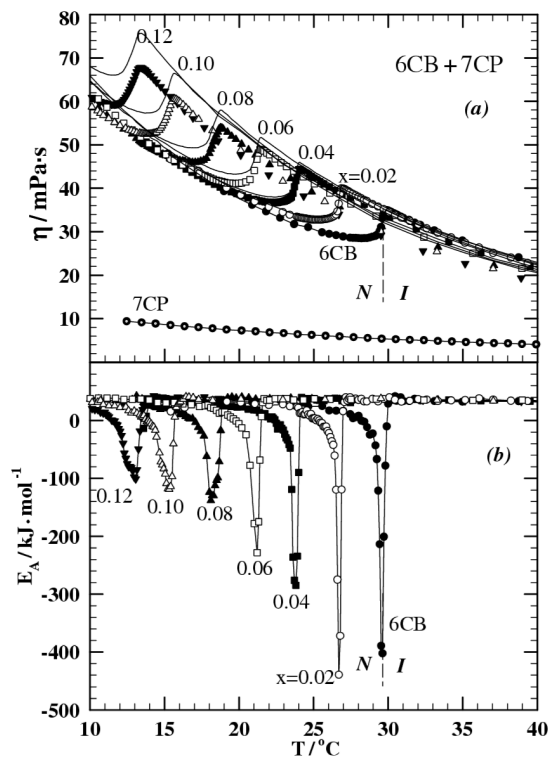 80
0.12
6CB + 7CP
70
0.10
(a)
60
0.08
50
0.06
0.04
x=0.02
40
η / mPa·s
30
6CB
20
N I
7CP
10
0
(b)
-100
0.12
0.10
0.08
E_A / kJ·mol⁻¹
-200
0.06
-300
0.04
6CB
-400
x=0.02
N I
-500
10 15 20 25 30 35 40
T / °C